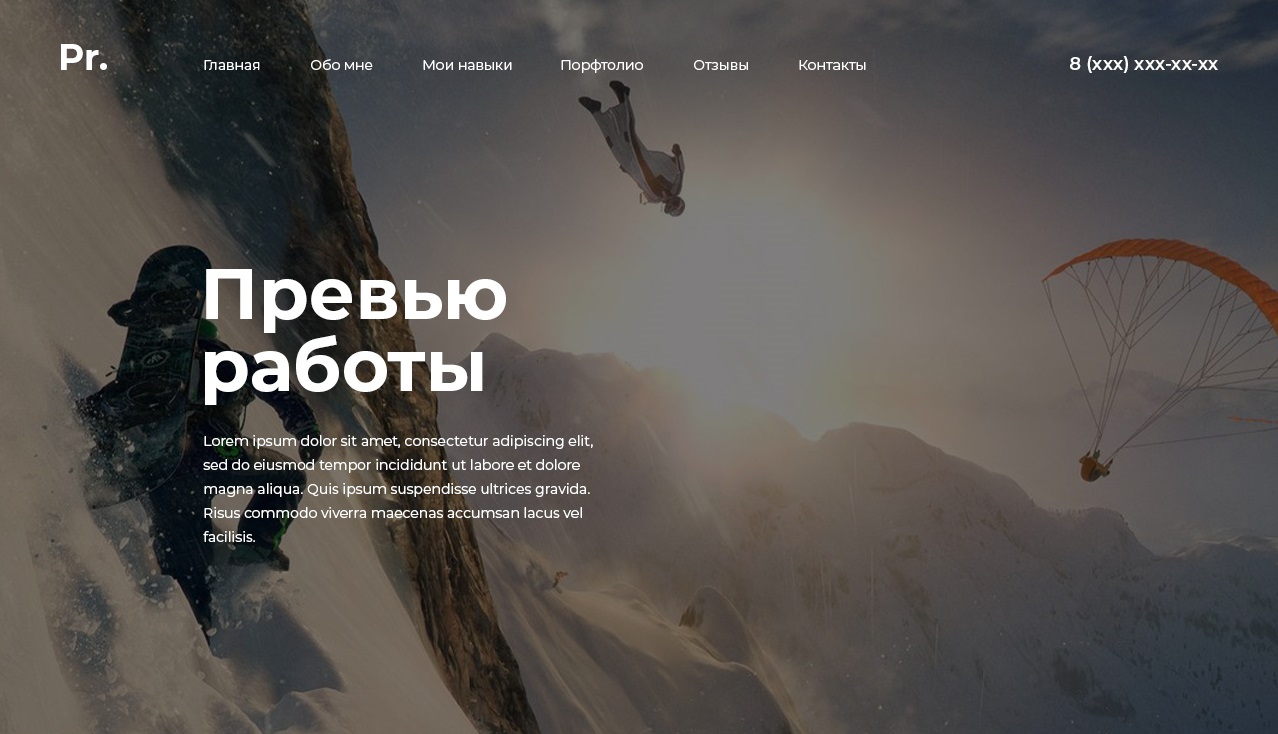 Pr.
Главная Обо мне Мои навыки Порфтолио Отзывы Контакты 8 (xxx) xxx-xx-xx
Превью
работы
Lorem ipsum dolor sit amet, consectetur adipiscing elit,
sed do eiusmod tempor incididunt ut labore et dolore
magna aliqua. Quis ipsum suspendisse ultrices gravida.
Risus commodo viverra maecenas accumsan lacus vel
facilisis.